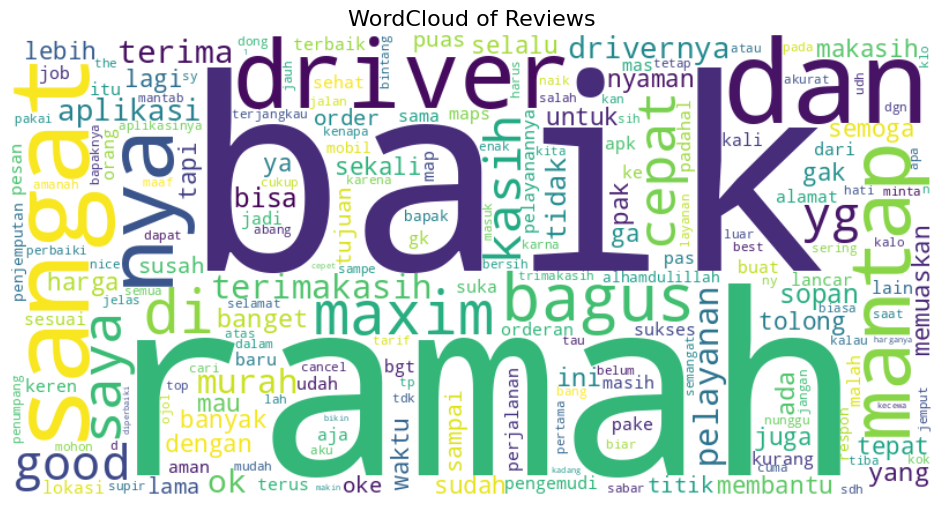 WordCloud of Reviews
lebih terima driver dong terbaik puas selalu drivernya atau pada makasih
job itu the lagi sy jauh sehat bintang harus mas tetap dan klo
sangat pakai aplikasi mantab terjangkau jalan order sama maps nyaman naik salah kan untuk akurat udh dgn
pesan bapaknya orang aplikasinya nya tapi kenapa mobil kasih pelayannya enak kita sih apk padahal kali semoga
penjemputan amanah maaf ya cukup sekali karena map tidak ga pak ke cepat layanan dari gak apa
dapat bisa jadi abang tujuan bapak gk masuk karna bersih luar best yg alamat hati minta n
perbaiki nice baik sampe pas sering kalo mantap memuaskan
harga susah cepet suka trimakasih alhamdulillah buat ny lancar lain
sesuai jelas semua saya di terimakasih selamat bagus sopan biasa saat
keren atas banget dalam maxim orderan sukses pelayanan tolong kalau harganya
baru tarif tau semangat
penumpang diperbaiki top cari murah cancel udah bgt tp ini bang belum masih ada malah jangan kecewa jemput
mau lah tdk ramah pake nunggu respon
mohon d ojol banyak bikin aja waktu sampai perjalanan pertama biar juga tepat
good dengan aku kurang cuma tiba kok
aman mudah kadang yang
lokasi supir lama ok terus makin oke sudah pengemudi sabar titik membantu sdh